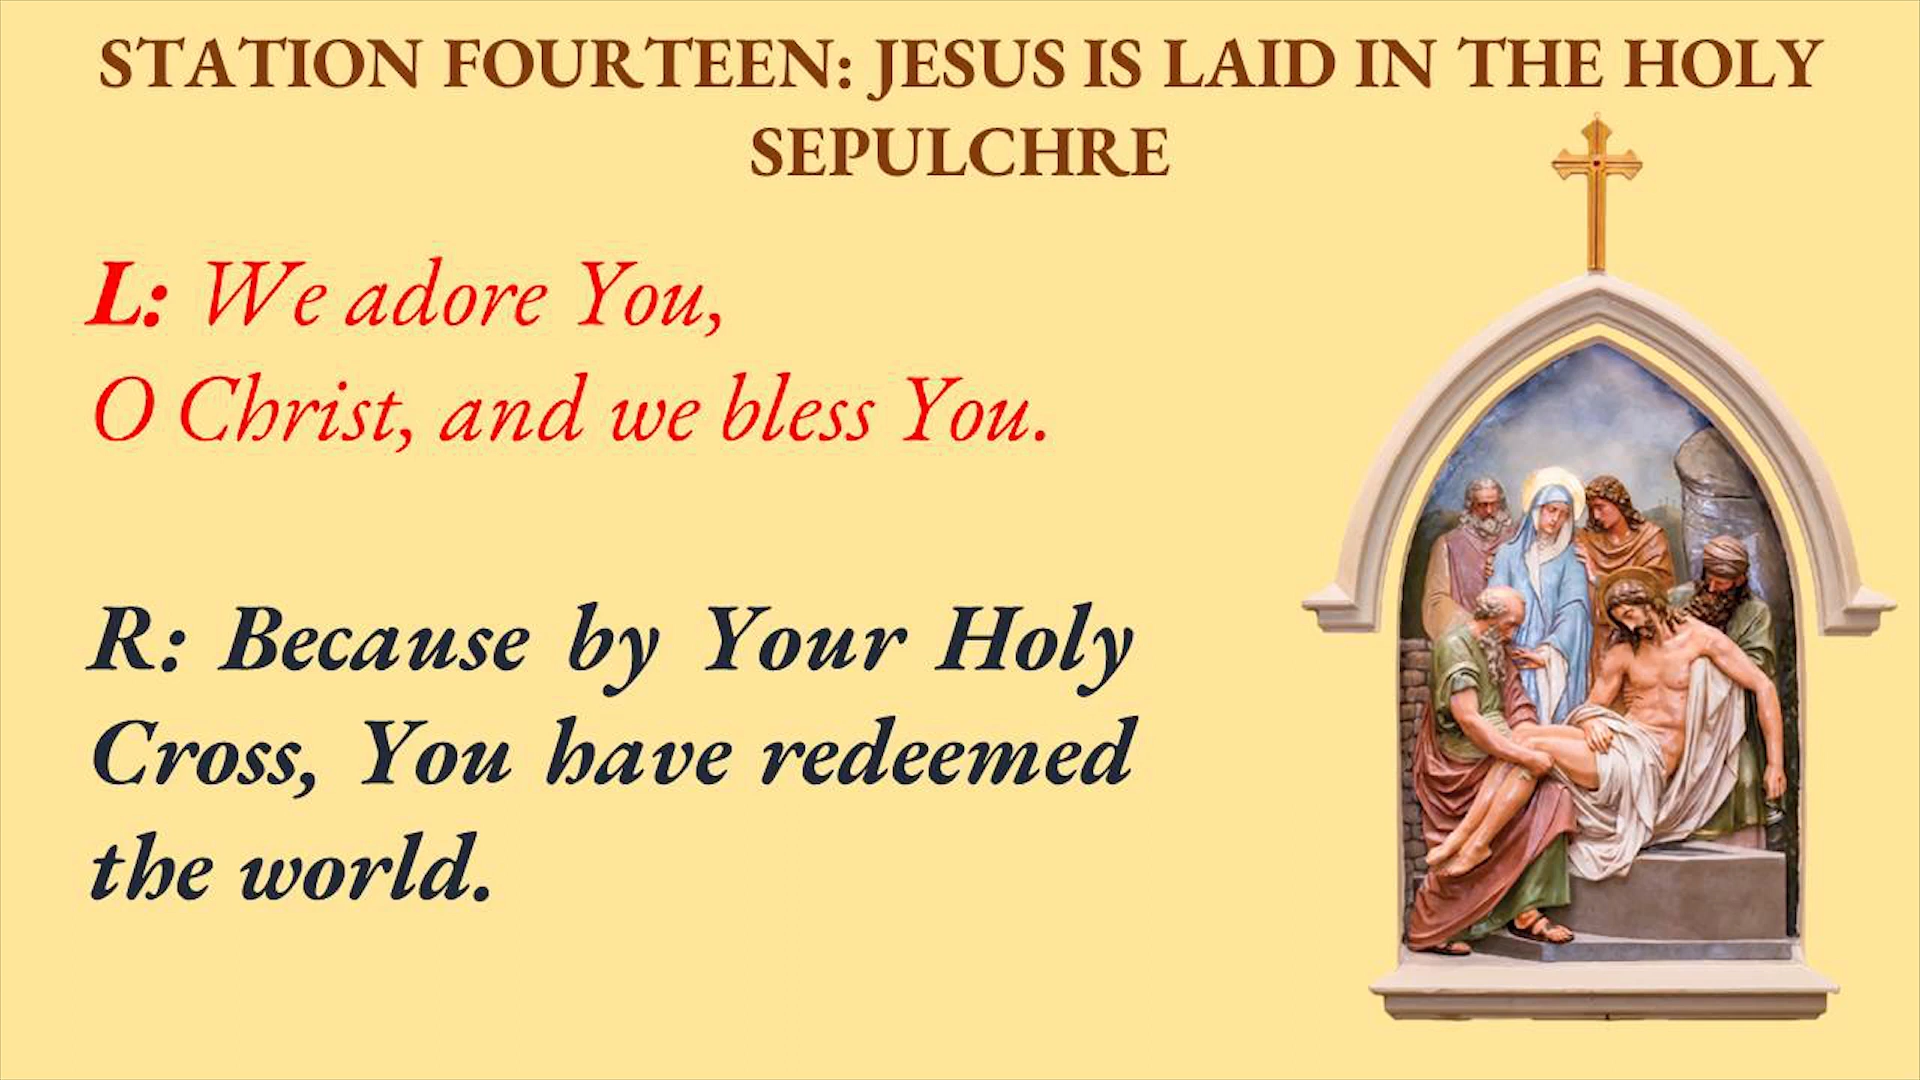 STATION FOURTEEN: JESUS IS LAID IN THE HOLY
SEPULCHRE
L: We adore You,
O Christ, and we bless You.
R: Because by Your Holy
Cross, You have redeemed
the world.